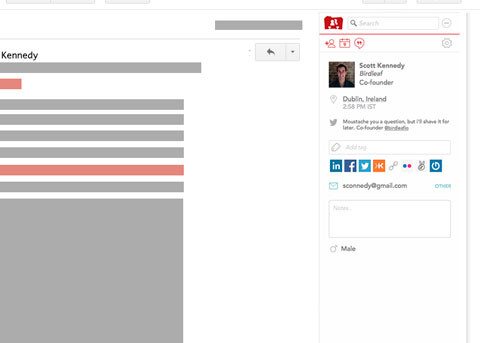 Search
Kennedy
Scott Kennedy
Birdleaf
Co-founder
Dublin, Ireland
2:58 PM IST
Moustache you a question, but I'll shave it for
later. Co-founder @birdleaflo
Add tag
sconnedy@gmail.com OTHER
Notes...
Male